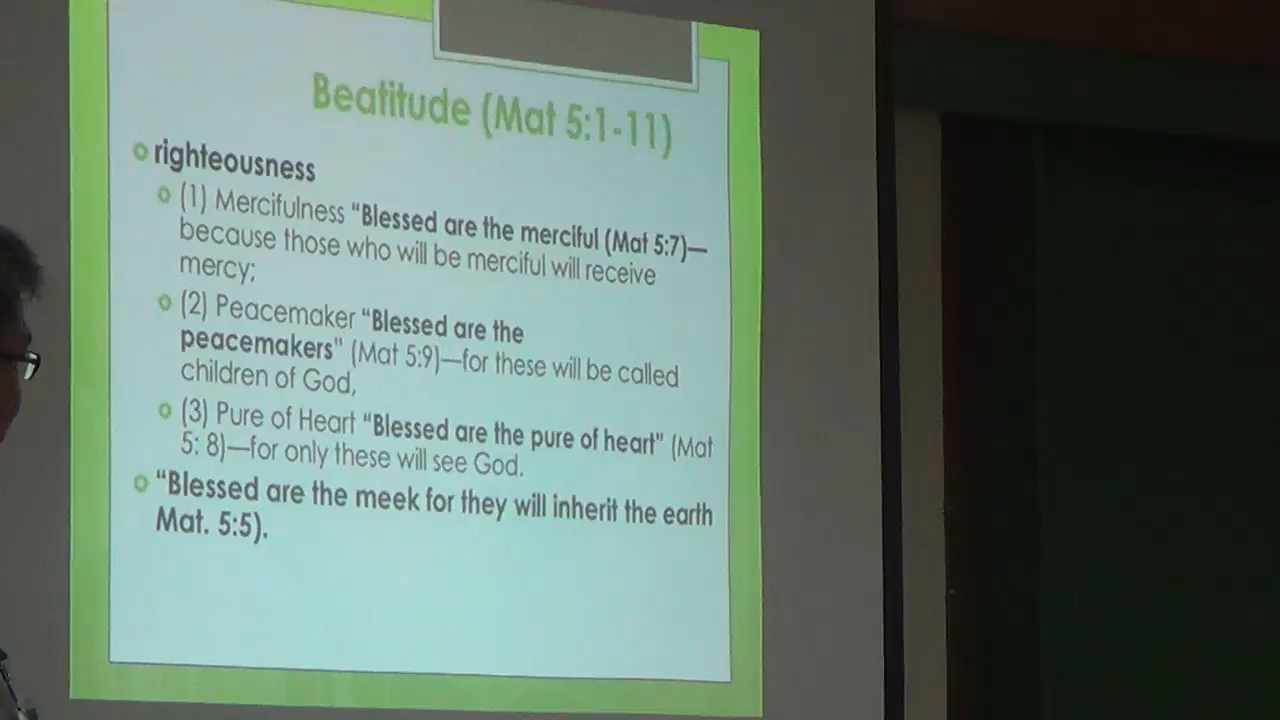 Beatitude (Mat 5:1-11)
righteousness
(1) Mercifulness “Blessed are the merciful (Mat 5:7)—
because those who will be merciful will receive
mercy;
(2) Peacemaker “Blessed are the
peacemakers” (Mat 5:9)—for these will be called
children of God,
(3) Pure of Heart “Blessed are the pure of heart” (Mat
5: 8)—for only these will see God.
“Blessed are the meek for they will inherit the earth
Mat. 5:5).